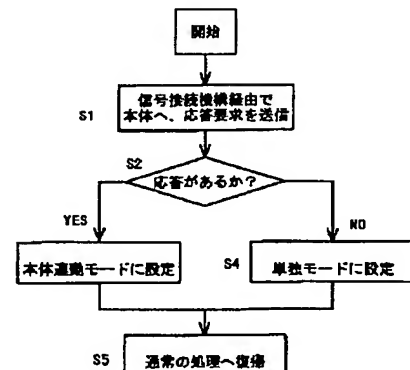 開始
S1
信号接続機構経由で
本体へ、応答要求を送信
S2
応答があるか？
YES
NO
本体連動モードに設定
S4
単独モードに設定
S5
通常の処理へ復帰